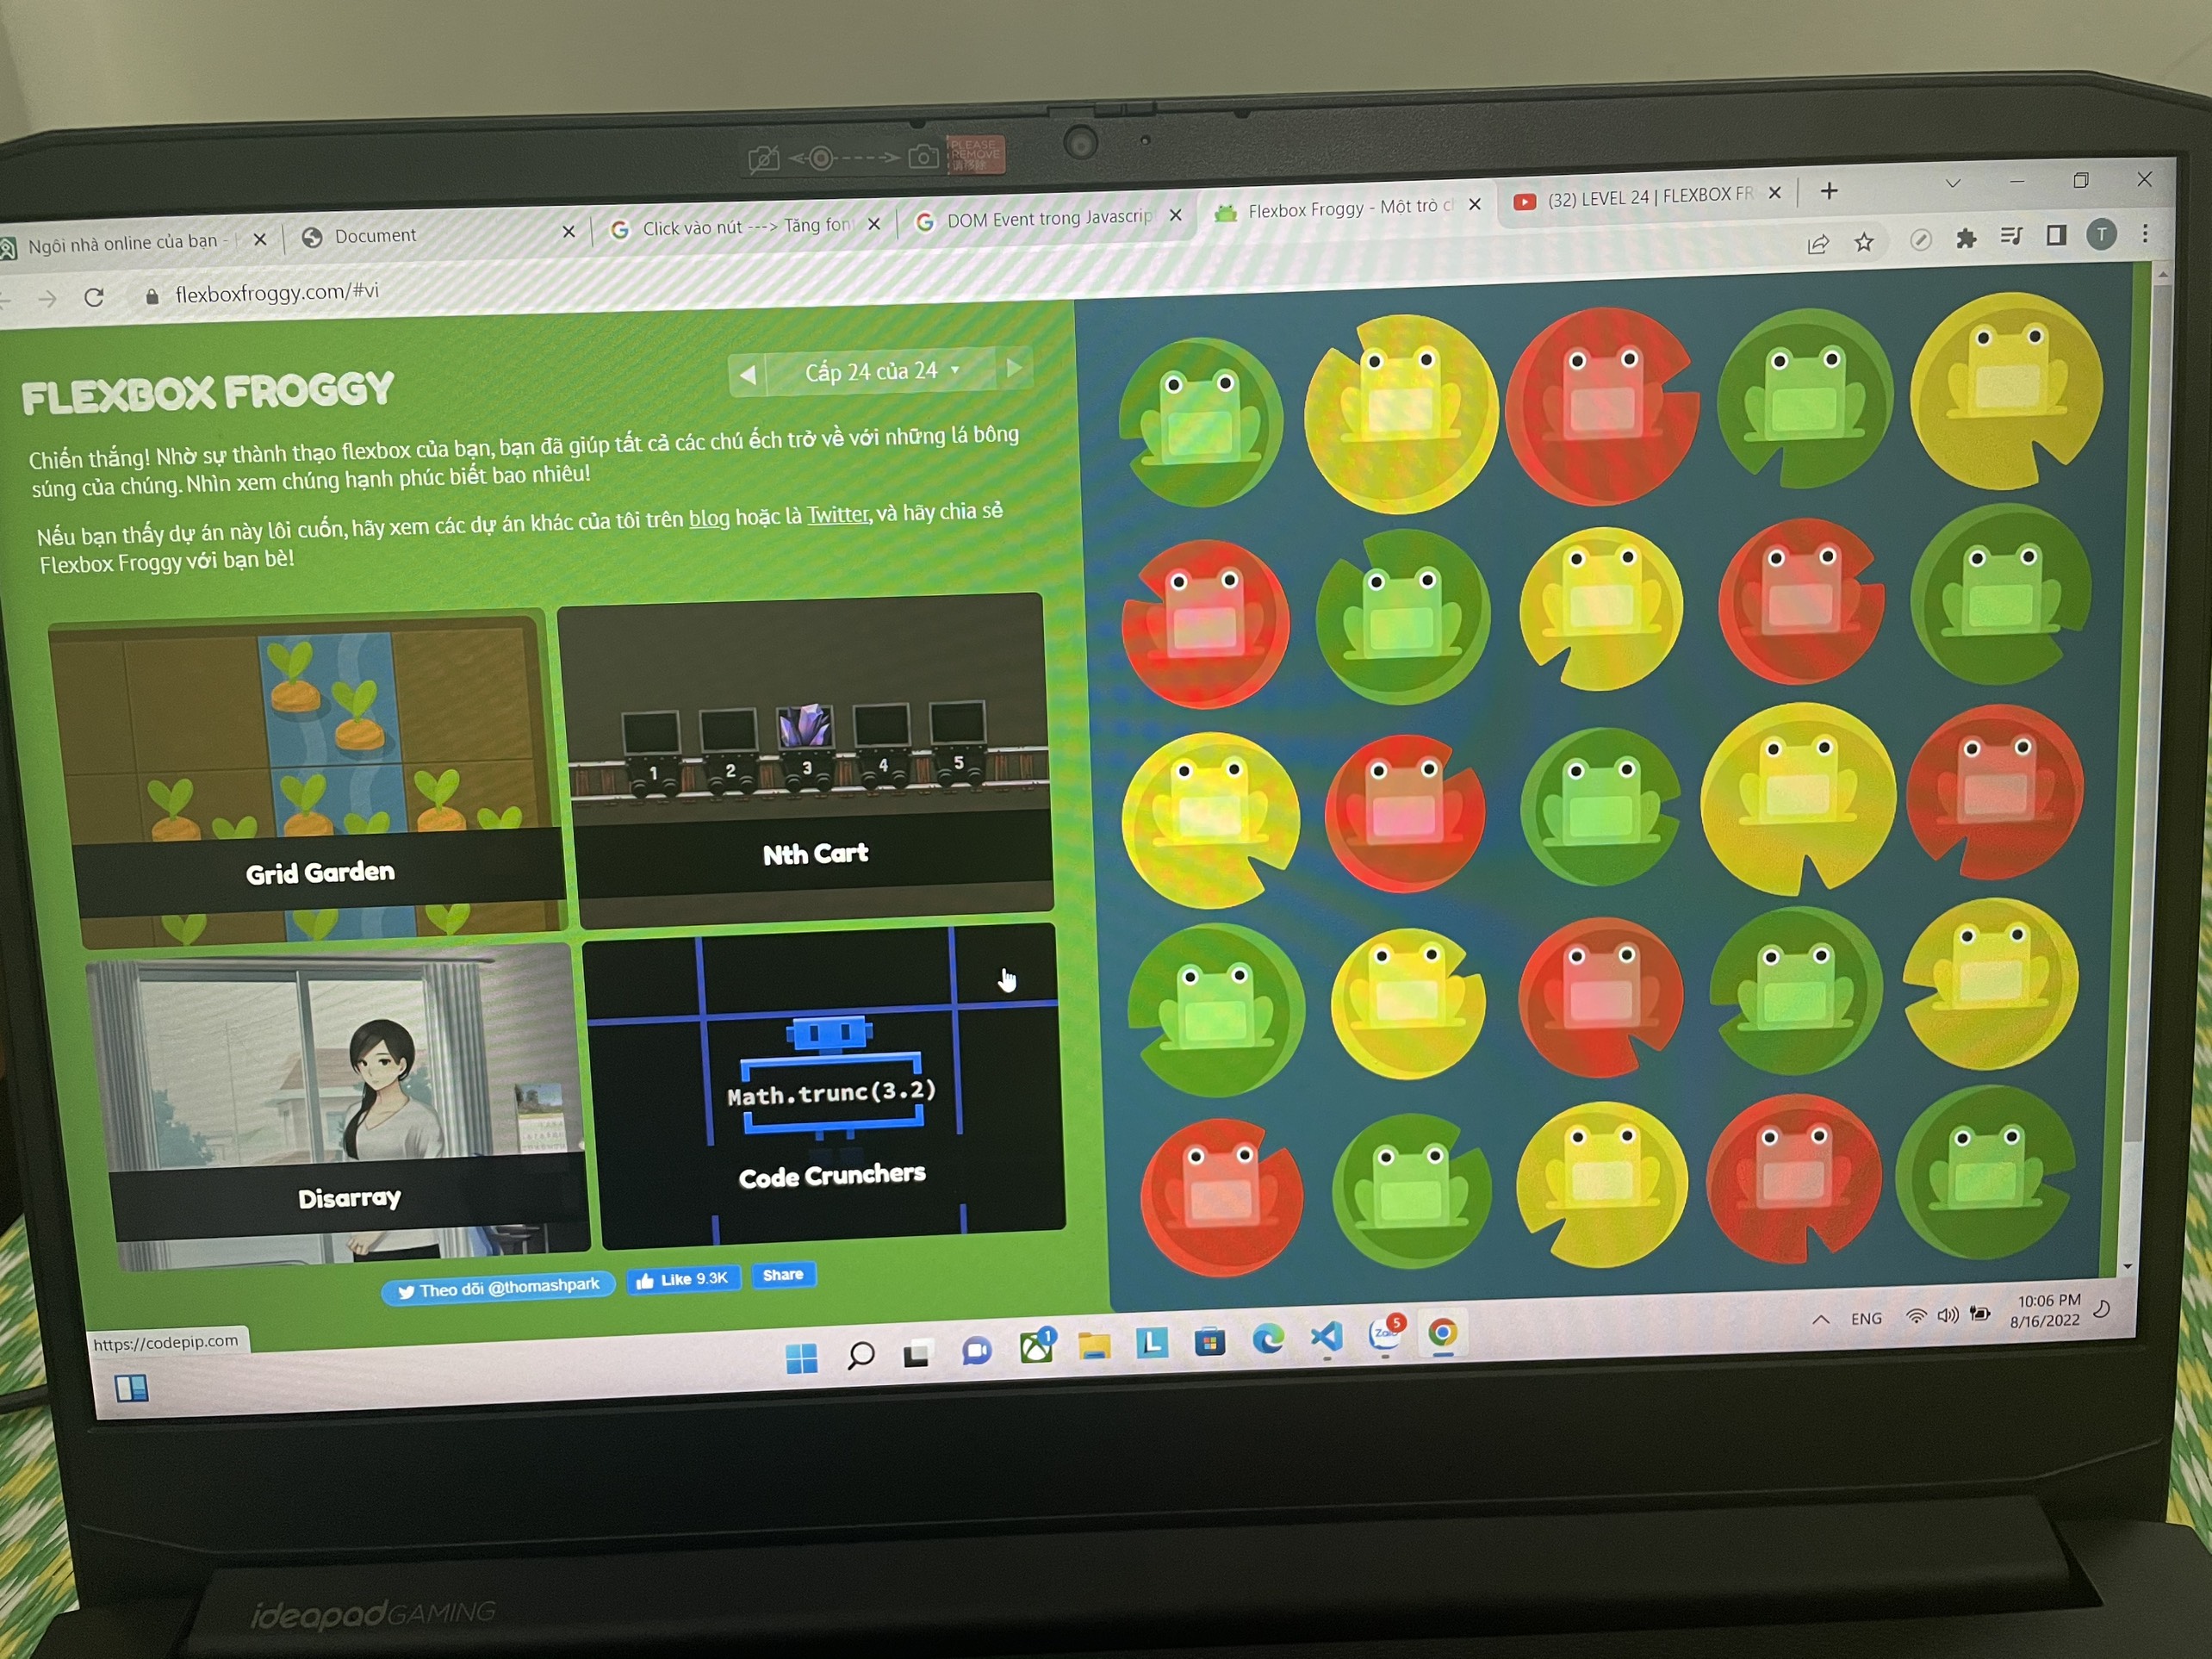 PLEASE
REMOVE
Ngôi nhà online của bạn -
Document
Click vào nút ---> Tăng fon
DOM Event trong Javascrip
Flexbox Froggy - Một trò c
(32) LEVEL 24 | FLEXBOX FR
flexboxfroggy.com/#vi
T
FLEXBOX FROGGY
Cấp 24 của 24
Chiến thắng! Nhờ sự thành thạo flexbox của bạn, bạn đã giúp tất cả các chú ếch trở về với những lá bông
súng của chúng. Nhìn xem chúng hạnh phúc biết bao nhiêu!
Nếu bạn thấy dự án này lôi cuốn, hãy xem các dự án khác của tôi trên blog hoặc là Twitter, và hãy chia sẻ
Flexbox Froggy với bạn bè!
1 2 3 4 5
Grid Garden
Nth Cart
Math.trunc(3.2)
Disarray
Code Crunchers
Theo dõi @thomashpark
Like 9.3K
Share
https://codepip.com
1
L
Zalo
5
ENG
10:06 PM
8/16/2022
ideapad GAMING